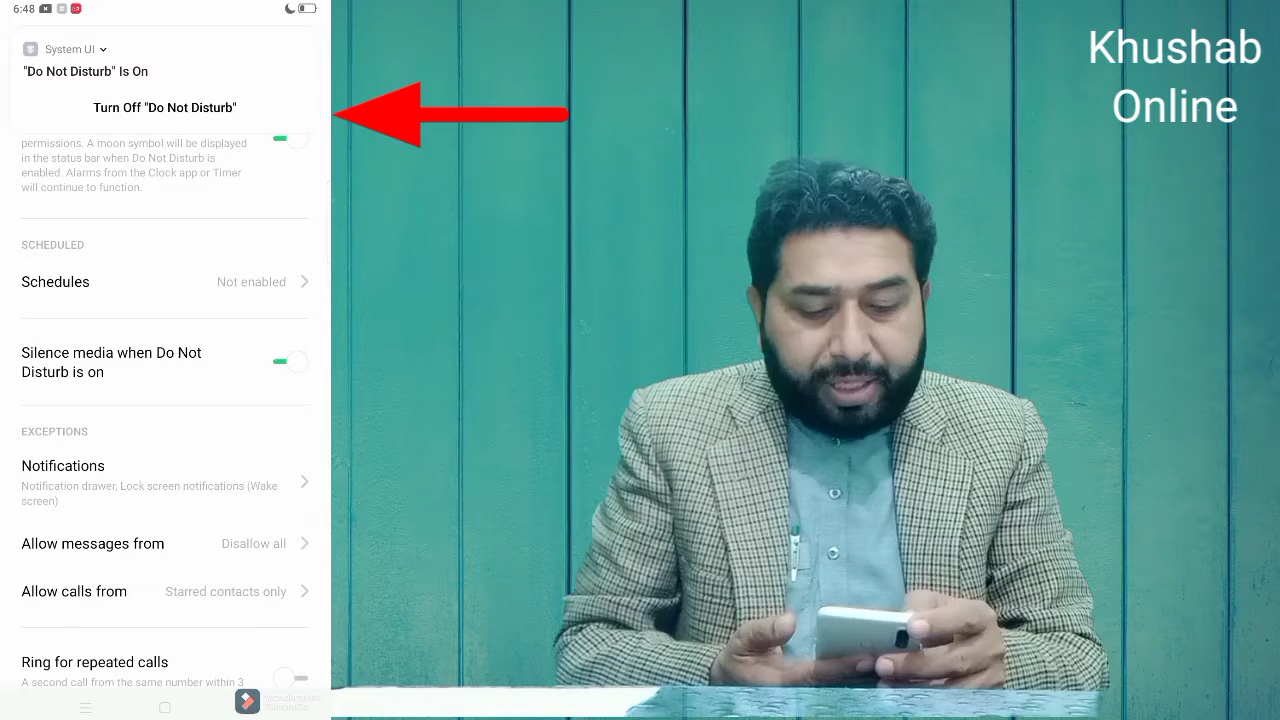 6:48
System UI
"Do Not Disturb" Is On
Turn Off "Do Not Disturb"
permissions. A moon symbol will be displayed
in the status bar when Do Not Disturb is
enabled. Alarms from the Clock app or Timer
will continue to function.
SCHEDULED
Schedules Not enabled
Silence media when Do Not
Disturb is on
EXCEPTIONS
Notifications
Notification drawer, Lock screen notifications (Wake
screen)
Allow messages from Disallow all
Allow calls from Starred contacts only
Ring for repeated calls
A second call from the same number within 3
Khushab
Online